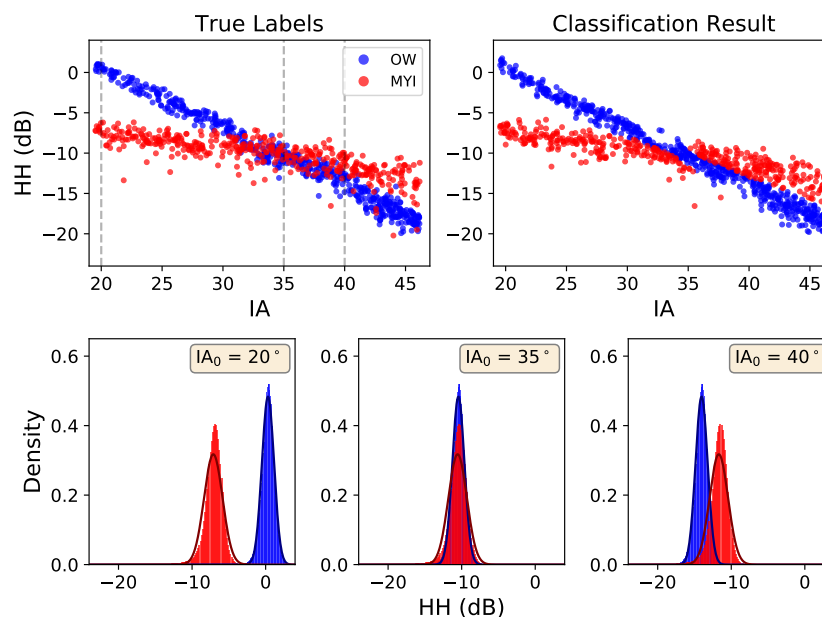 True Labels
Classification Result
HH (dB)
0
−5
−10
−15
−20
OW
MYI
0
−5
−10
−15
−20
20 25 30 35 40 45
20 25 30 35 40 45
IA
IA
Density
0.6
0.4
0.2
0.0
IA₀ = 20°
0.6
0.4
0.2
0.0
IA₀ = 35°
0.6
0.4
0.2
0.0
IA₀ = 40°
−20 −10 0
−20 −10 0
−20 −10 0
HH (dB)